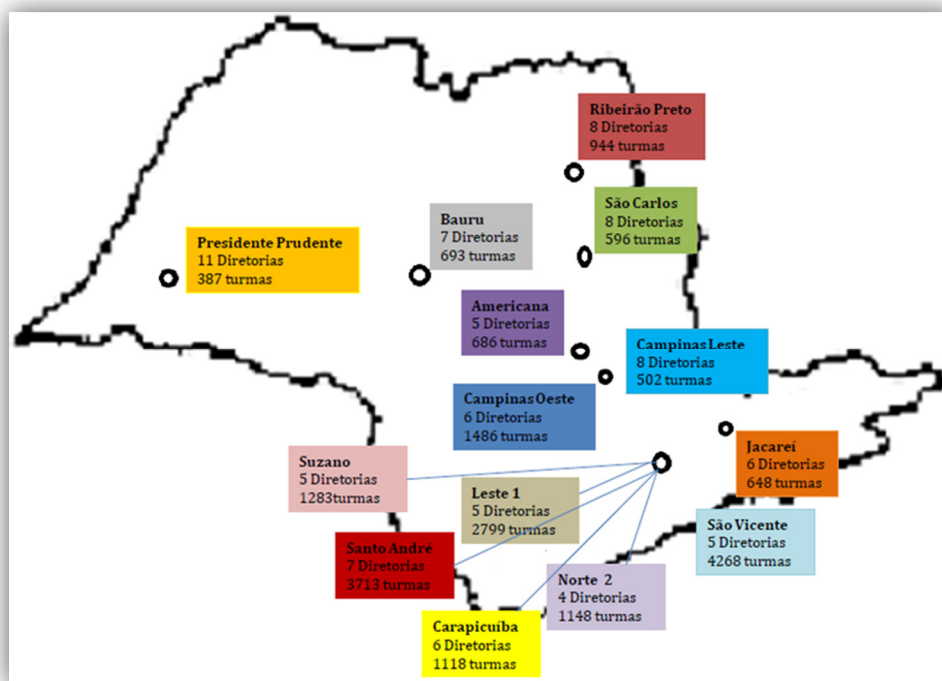 Ribeirão Preto
8 Diretorias
944 turmas
São Carlos
8 Diretorias
596 turmas
Bauru
7 Diretorias
693 turmas
Presidente Prudente
11 Diretorias
387 turmas
Americana
5 Diretorias
686 turmas
Campinas Leste
8 Diretorias
502 turmas
Campinas Oeste
6 Diretorias
1486 turmas
Jacareí
6 Diretorias
648 turmas
Suzano
5 Diretorias
1283turmas
Leste 1
5 Diretorias
2799 turmas
São Vicente
5 Diretorias
4268 turmas
Santo André
7 Diretorias
3713 turmas
Norte 2
4 Diretorias
1148 turmas
Carapicuíba
6 Diretorias
1118 turmas